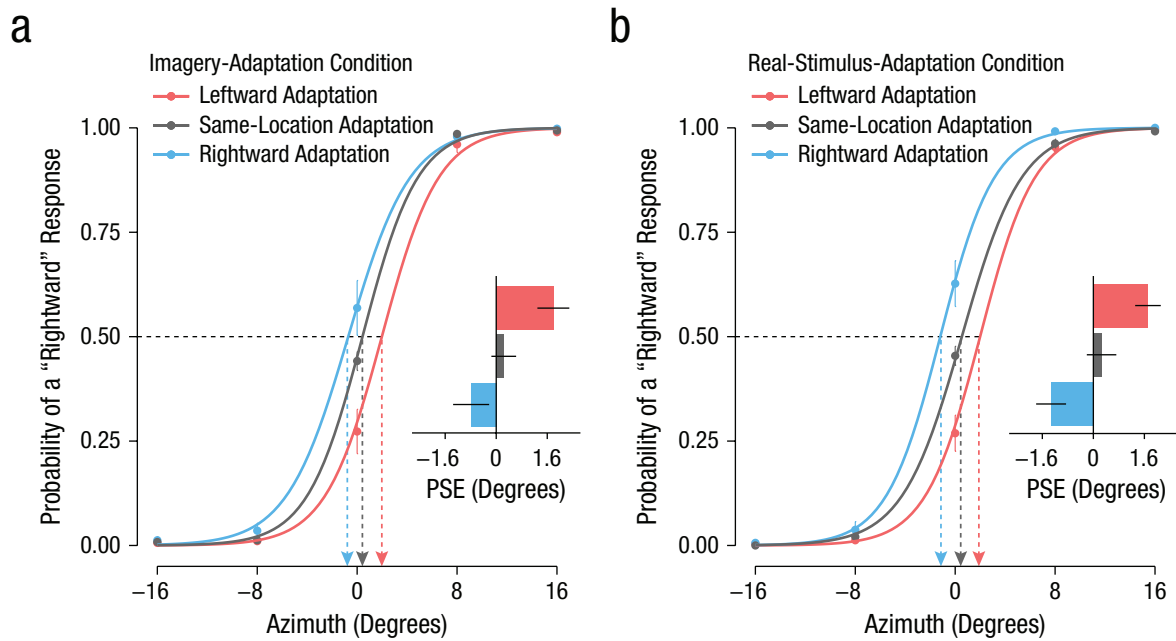 a
Imagery-Adaptation Condition
Leftward Adaptation
Same-Location Adaptation
Rightward Adaptation
Probability of a “Rightward” Response
1.00
0.75
0.50
0.25
0.00
−16
−8
0
8
16
Azimuth (Degrees)
−1.6
0
1.6
PSE (Degrees)
b
Real-Stimulus-Adaptation Condition
Leftward Adaptation
Same-Location Adaptation
Rightward Adaptation
Probability of a “Rightward” Response
1.00
0.75
0.50
0.25
0.00
−16
−8
0
8
16
Azimuth (Degrees)
−1.6
0
1.6
PSE (Degrees)